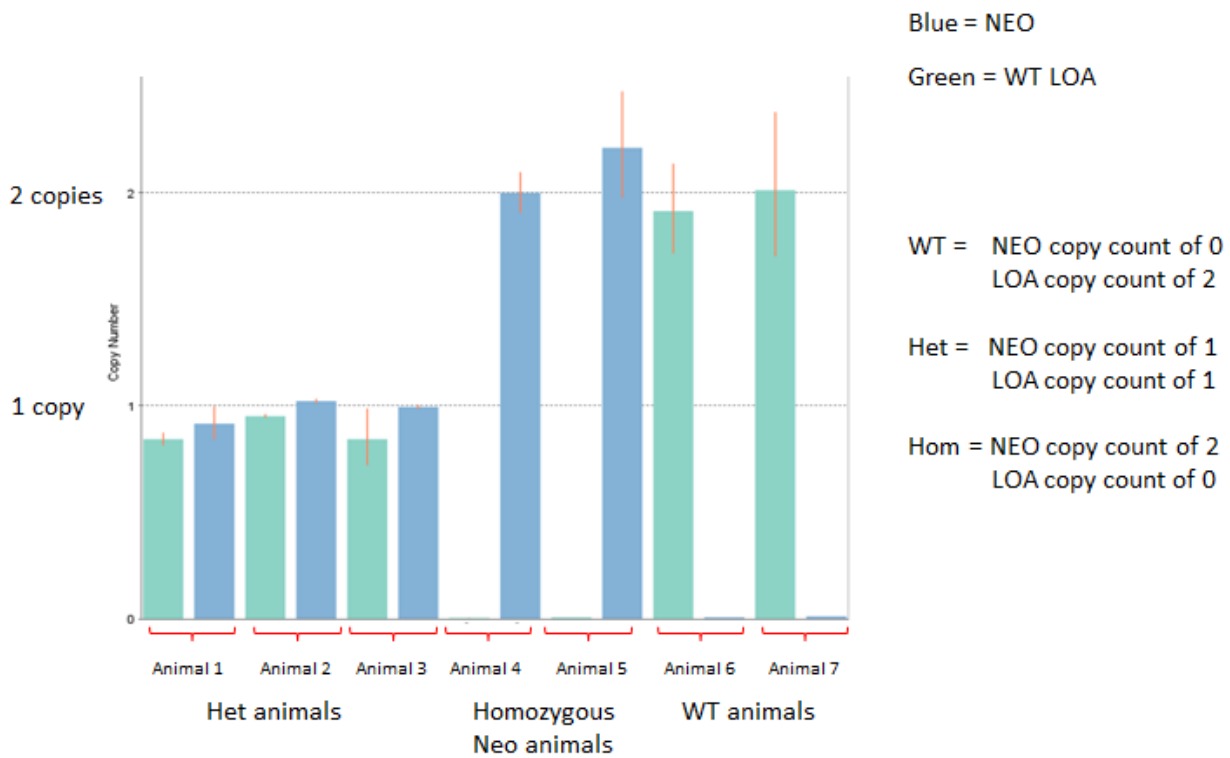 Blue = NEO
Green = WT LOA
2 copies
2
WT = NEO copy count of 0
LOA copy count of 2
Copy Number
Het = NEO copy count of 1
LOA copy count of 1
1 copy
1
Hom = NEO copy count of 2
LOA copy count of 0
0
Animal 1 Animal 2 Animal 3 Animal 4 Animal 5 Animal 6 Animal 7
Het animals
Homozygous
Neo animals
WT animals